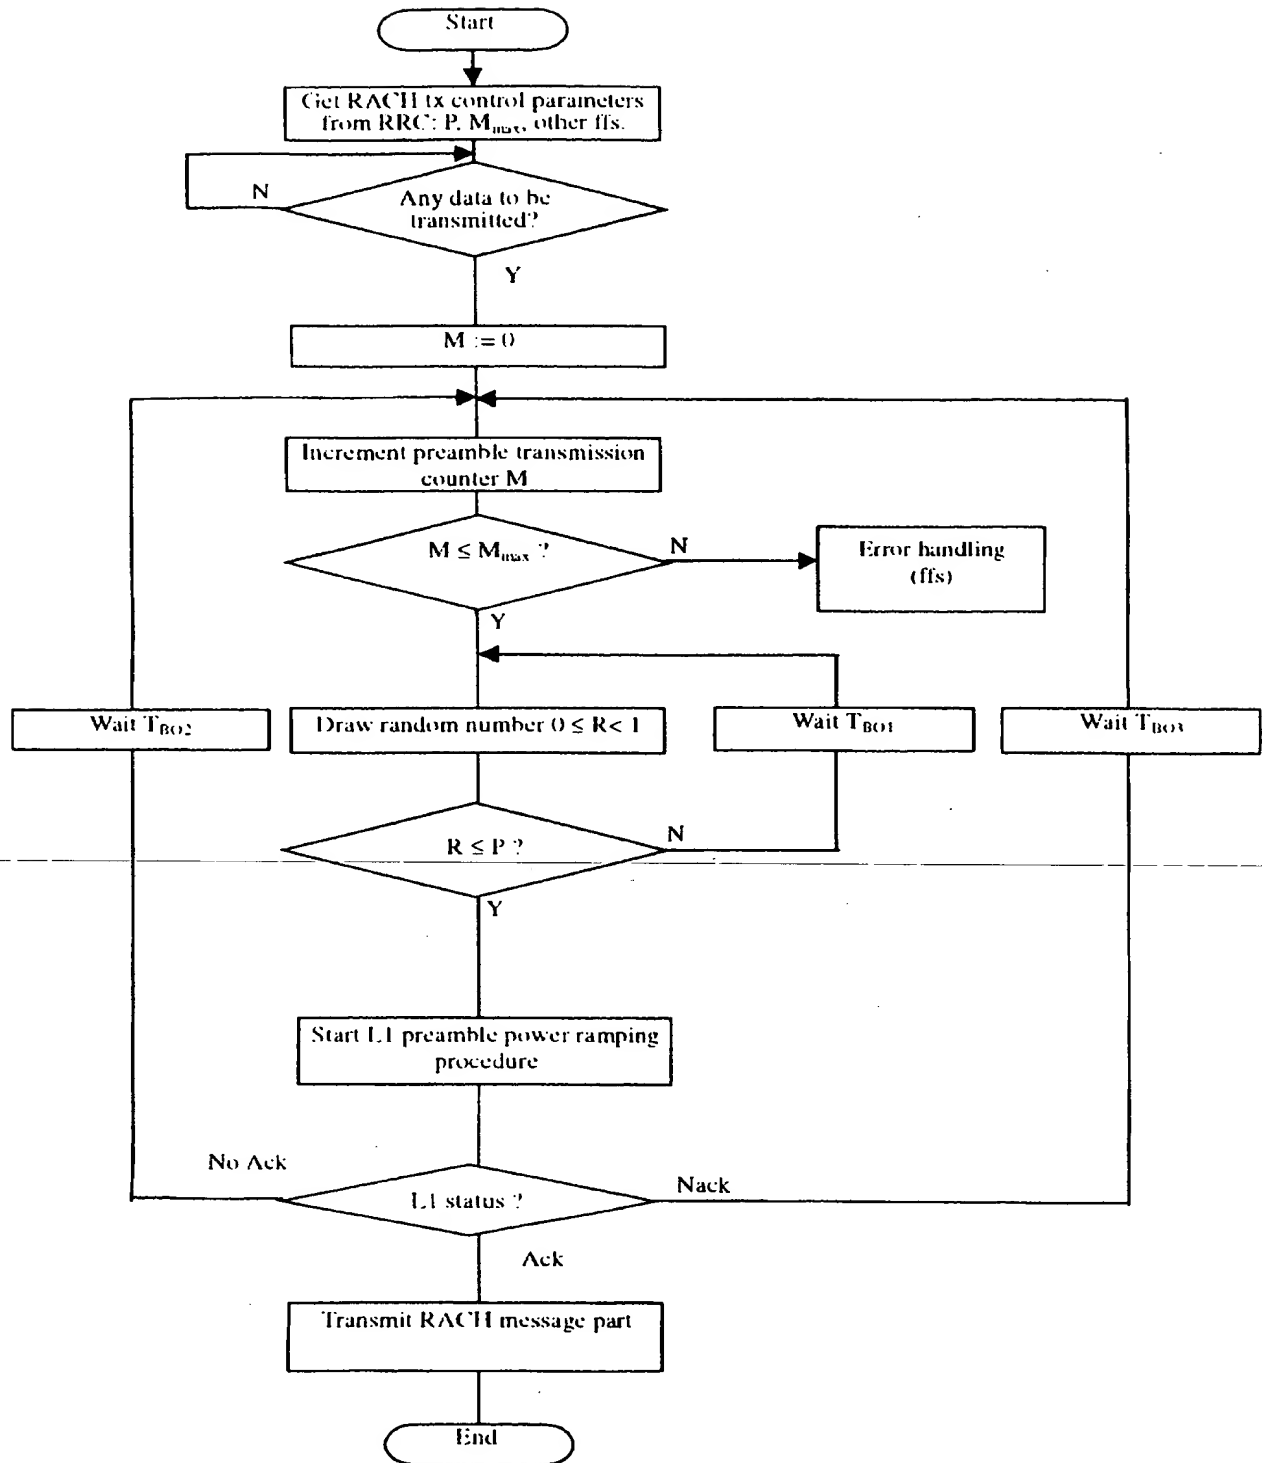 Start
Get RACH tx control parameters
from RRC: P, Mmax, other ffs.
N
Any data to be
transmitted?
Y
M := 0
Increment preamble transmission
counter M
M ≤ Mmax ?
N
Error handling
(ffs)
Y
Wait TBO2
Draw random number 0 ≤ R< 1
Wait TBO1
Wait TBO3
R ≤ P ?
N
Y
Start L1 preamble power ramping
procedure
No Ack
L1 status ?
Nack
Ack
Transmit RACH message part
End